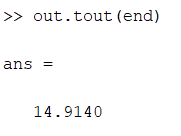 >> out.tout(end)
ans =
14.9140